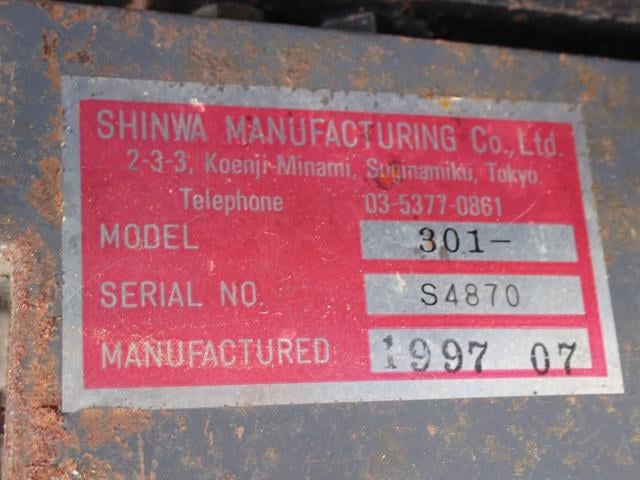 SHINWA MANUFACTURING Co., Ltd.
2-3-3, Koenji-Minami, Suginamiku, Tokyo.
Telephone 03-5377-0861
MODEL 301-
SERIAL NO. S4870
MANUFACTURED 1997 07